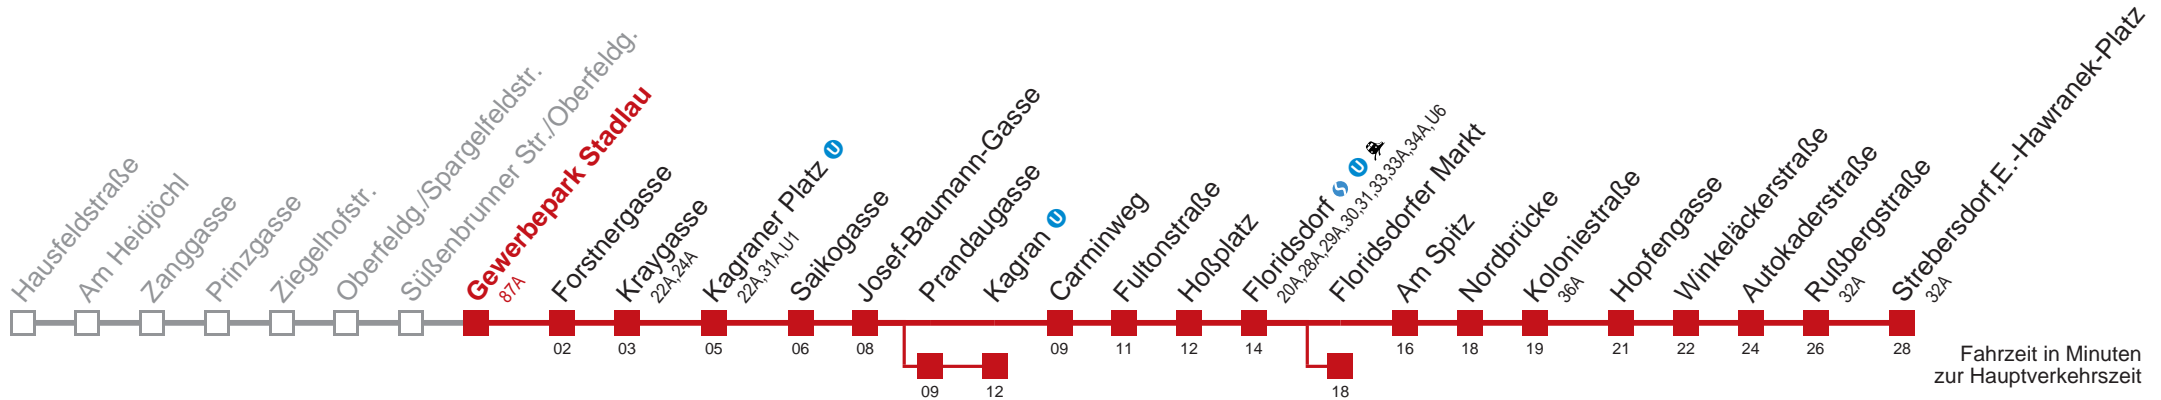 Hausfeldstraße
Am Heidjöchl
Zanggasse
Prinzgasse
Ziegelhofstr.
Oberfeldg./Spargelfeldstr.
Süßenbrunner Str./Oberfeldg.
Gewerbepark Stadlau
87A
Forstnergasse
Kraygasse
22A,24A
Kagraner Platz U
22A,31A,U1
Saikogasse
Josef-Baumann-Gasse
Prandaugasse
Kagran U
Carminweg
Fultonstraße
Hoßplatz
Floridsdorf S U
20A,28A,29A,30,31,33,33A,34A,U6
Floridsdorfer Markt
Am Spitz
Nordbrücke
Koloniestraße
36A
Hopfengasse
Winkeläckerstraße
Autokaderstraße
Rußbergstraße
32A
Strebersdorf,E.-Hawranek-Platz
32A
02 03 05 06 08 09 11 12 14 16 18 19 21 22 24 26 28
09 12 18
Fahrzeit in Minuten
zur Hauptverkehrszeit